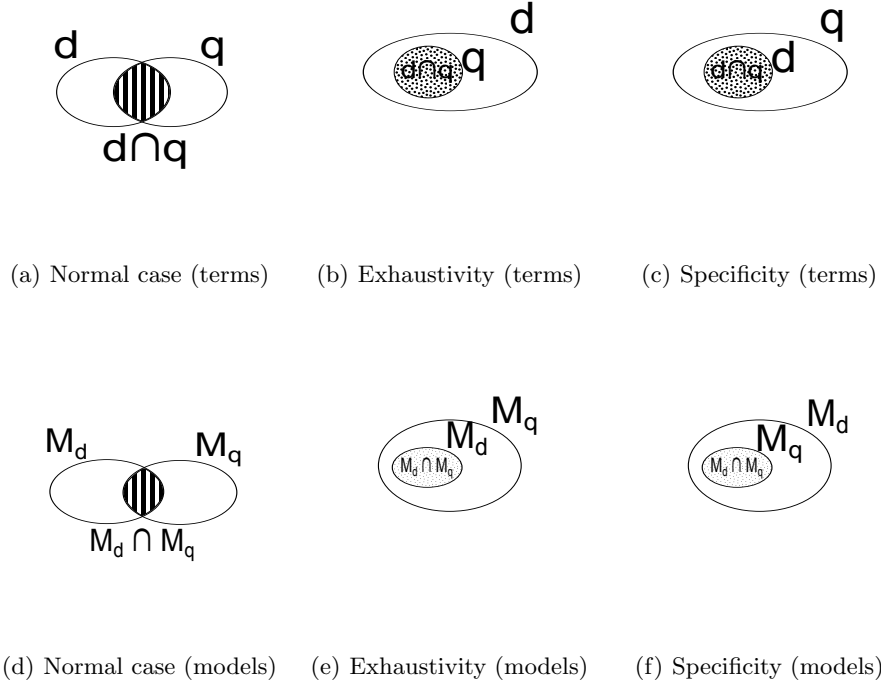 d q
d∩q
d
d∩q q
q
d∩q d
(a) Normal case (terms)
(b) Exhaustivity (terms)
(c) Specificity (terms)
M_d M_q
M_d ∩ M_q
M_q
M_d
M_d ∩ M_q
M_d
M_q
M_d ∩ M_q
(d) Normal case (models)
(e) Exhaustivity (models)
(f) Specificity (models)